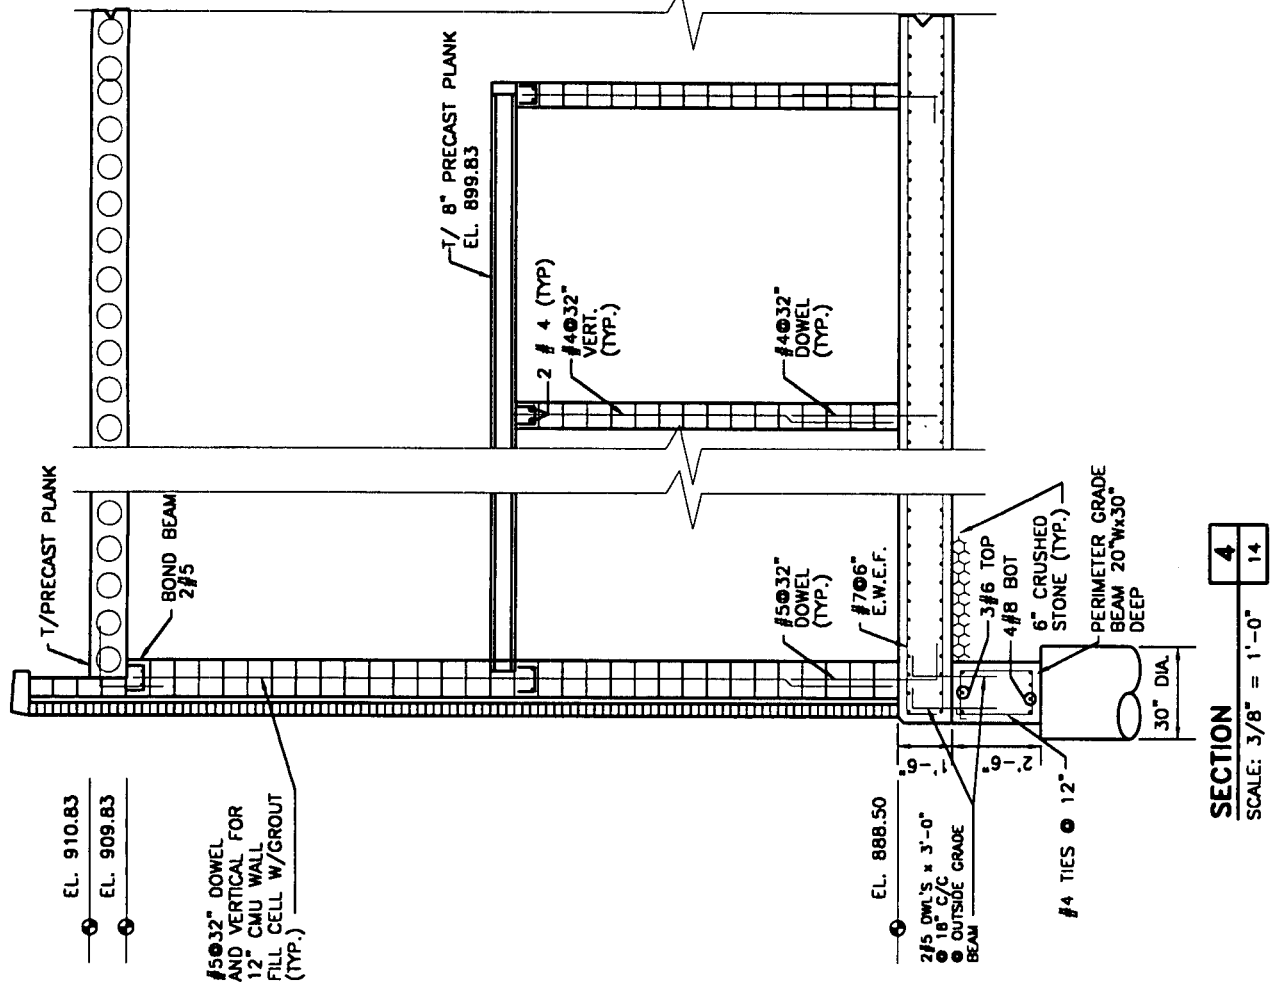 T/PRECAST PLANK
BOND BEAM
2#5
T/ 8" PRECAST PLANK
EL. 899.83
2 # 4 (TYP)
#4@32"
VERT.
(TYP.)
#4@32"
DOWEL
(TYP.)
#5@32"
DOWEL
(TYP.)
#7@6"
E.W.E.F.
3#6 TOP
4#8 BOT
6" CRUSHED
STONE (TYP.)
PERIMETER GRADE
BEAM 20"Wx30"
DEEP
EL. 910.83
EL. 909.83
#5@32" DOWEL
AND VERTICAL FOR
12" CMU WALL
FILL CELL W/GROUT
(TYP.)
EL. 888.50
1'-6"
2'-6"
2#5 DWL'S x 3'-0"
@ 18" C/C
@ OUTSIDE GRADE
BEAM
#4 TIES @ 12"
30" DIA.
SECTION
SCALE: 3/8" = 1'-0"
4
14